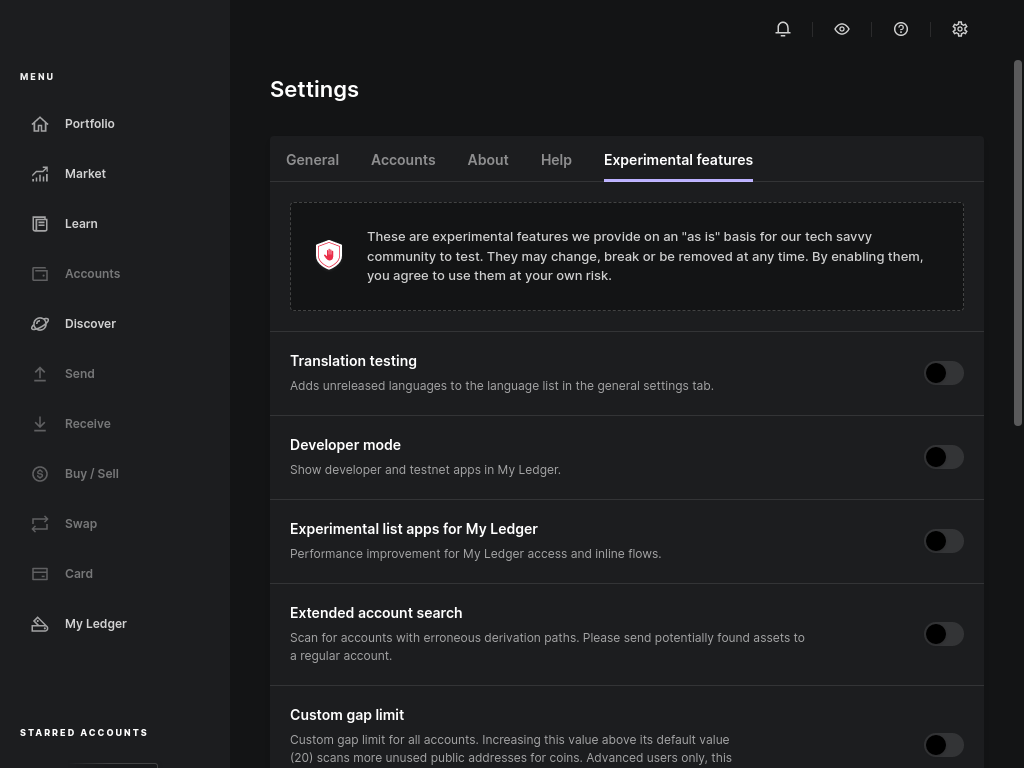 MENU
Portfolio
Market
Learn
Accounts
Discover
Send
Receive
Buy / Sell
Swap
Card
My Ledger
STARRED ACCOUNTS
Settings
General
Accounts
About
Help
Experimental features
These are experimental features we provide on an "as is" basis for our tech savvy
community to test. They may change, break or be removed at any time. By enabling them,
you agree to use them at your own risk.
Translation testing
Adds unreleased languages to the language list in the general settings tab.
Developer mode
Show developer and testnet apps in My Ledger.
Experimental list apps for My Ledger
Performance improvement for My Ledger access and inline flows.
Extended account search
Scan for accounts with erroneous derivation paths. Please send potentially found assets to
a regular account.
Custom gap limit
Custom gap limit for all accounts. Increasing this value above its default value
(20) scans more unused public addresses for coins. Advanced users only, this